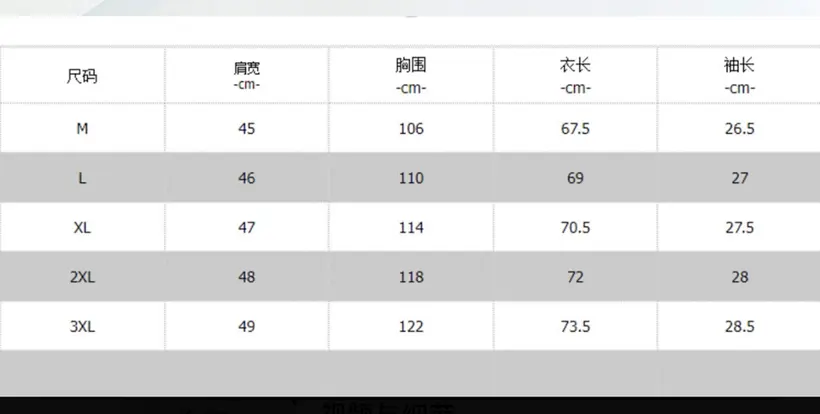 尺码 肩宽 胸围 衣长 袖长
-cm- -cm- -cm- -cm-
M 45 106 67.5 26.5
L 46 110 69 27
XL 47 114 70.5 27.5
2XL 48 118 72 28
3XL 49 122 73.5 28.5